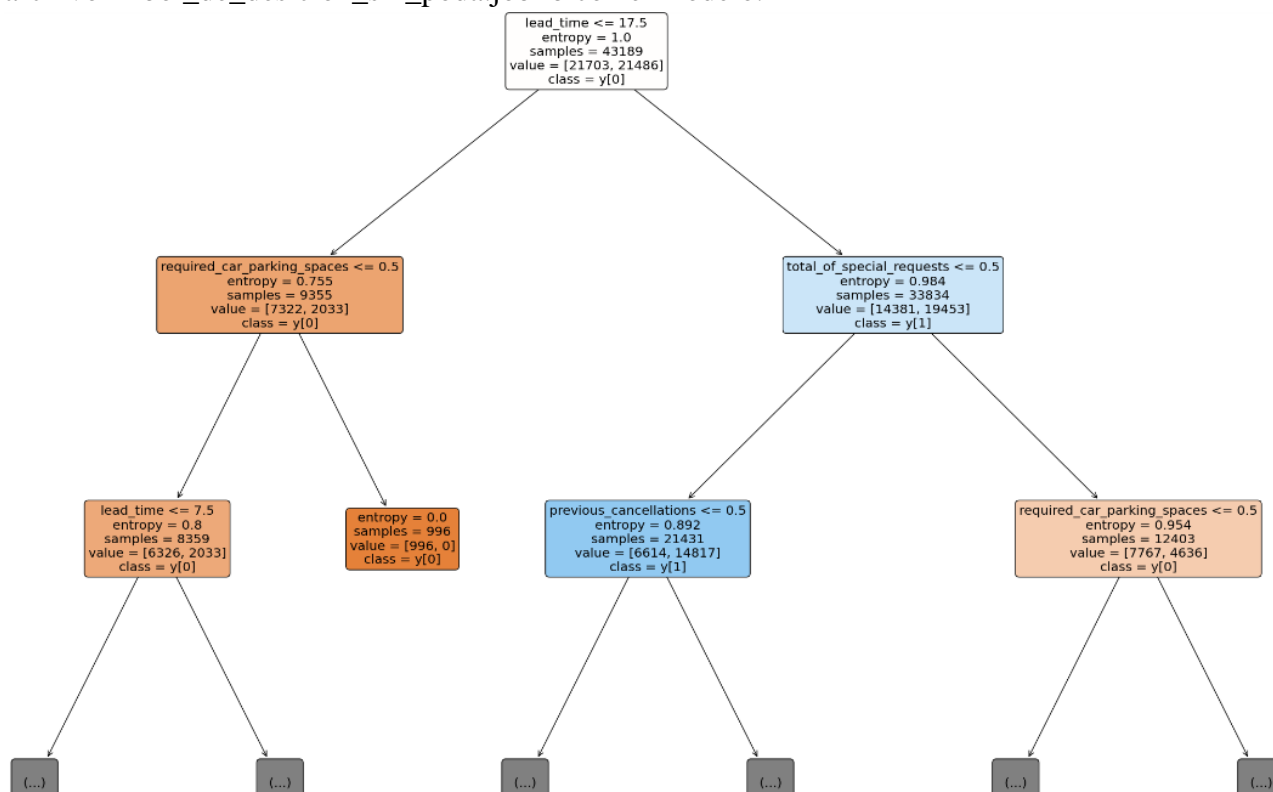 lead_time <= 17.5
entropy = 1.0
samples = 43189
value = [21703, 21486]
class = y[0]
required_car_parking_spaces <= 0.5
entropy = 0.755
samples = 9355
value = [7322, 2033]
class = y[0]
total_of_special_requests <= 0.5
entropy = 0.984
samples = 33834
value = [14381, 19453]
class = y[1]
lead_time <= 7.5
entropy = 0.8
samples = 8359
value = [6326, 2033]
class = y[0]
entropy = 0.0
samples = 996
value = [996, 0]
class = y[0]
previous_cancellations <= 0.5
entropy = 0.892
samples = 21431
value = [6614, 14817]
class = y[1]
required_car_parking_spaces <= 0.5
entropy = 0.954
samples = 12403
value = [7767, 4636]
class = y[0]
(...)
(...)
(...)
(...)
(...)
(...)